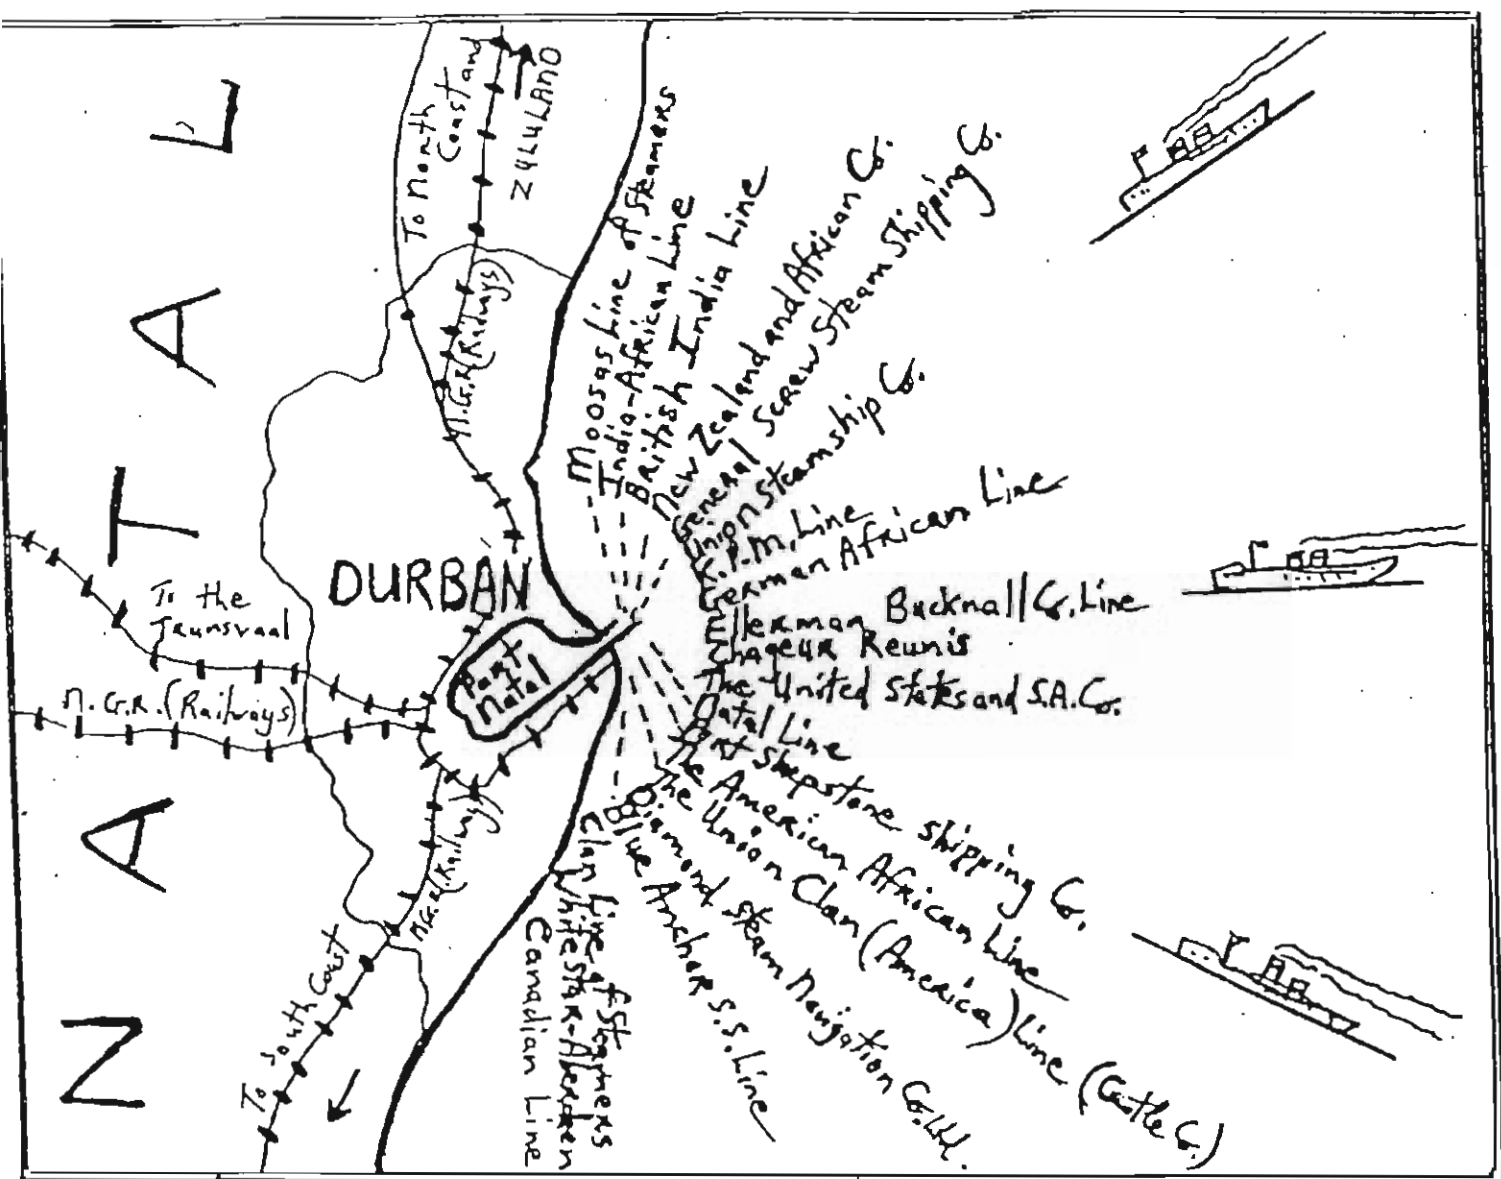 NATAL
To North
Coast and
ZULULAND
N.G.R. (Railways)
DURBAN
Port
Natal
To the
Transvaal
N.G.R. (Railways)
N.G.R. (Railways)
To South Coast
Moosas Line of Steamers
India-African Line
British India Line
New Zealand and African Co.
General Screw Steam Shipping Co.
Union Steamship Co.
K.P.M. Line
German African Line
Ellerman Bucknall Co. Line
Chageur Reunis
The United States and S.A. Co.
Natal Line
Port Shepstone Shipping Co.
The American African Line
The Union Clan (America) Line (Castle Co.)
Diamond Steam Navigation Co. Ltd.
Blue Anchor S.S. Line
Clan Line of Steamers
White Star-Aberdeen
Canadian Line